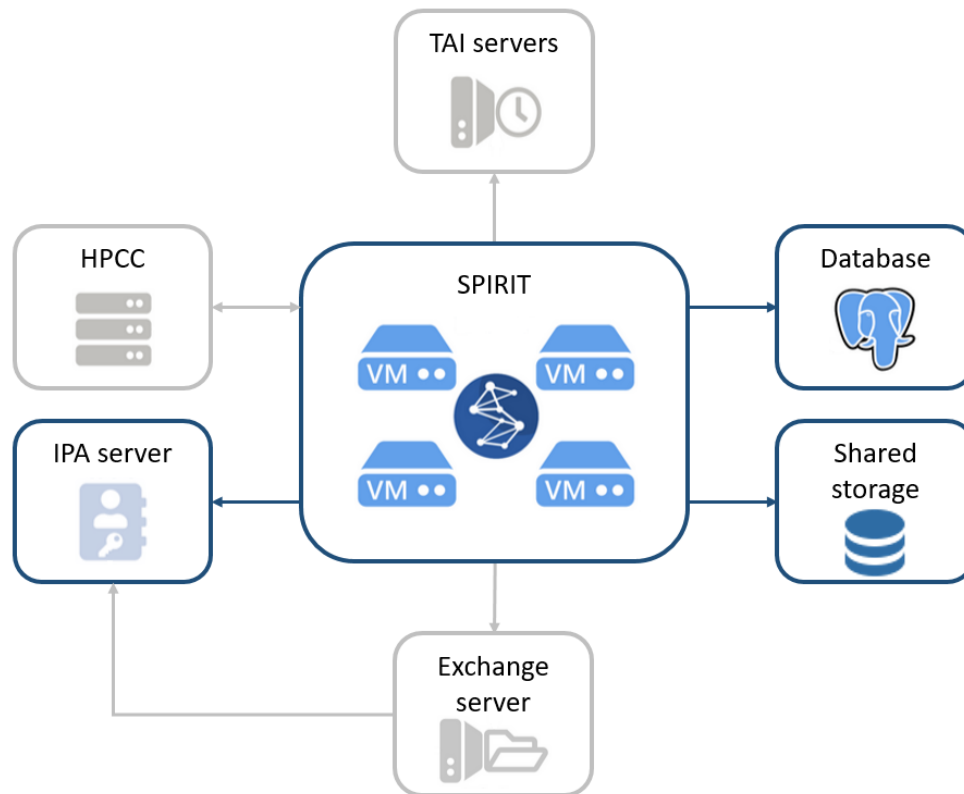 TAI servers
HPCC
SPIRIT
Database
VM
VM
IPA server
Shared
storage
VM
VM
Exchange
server